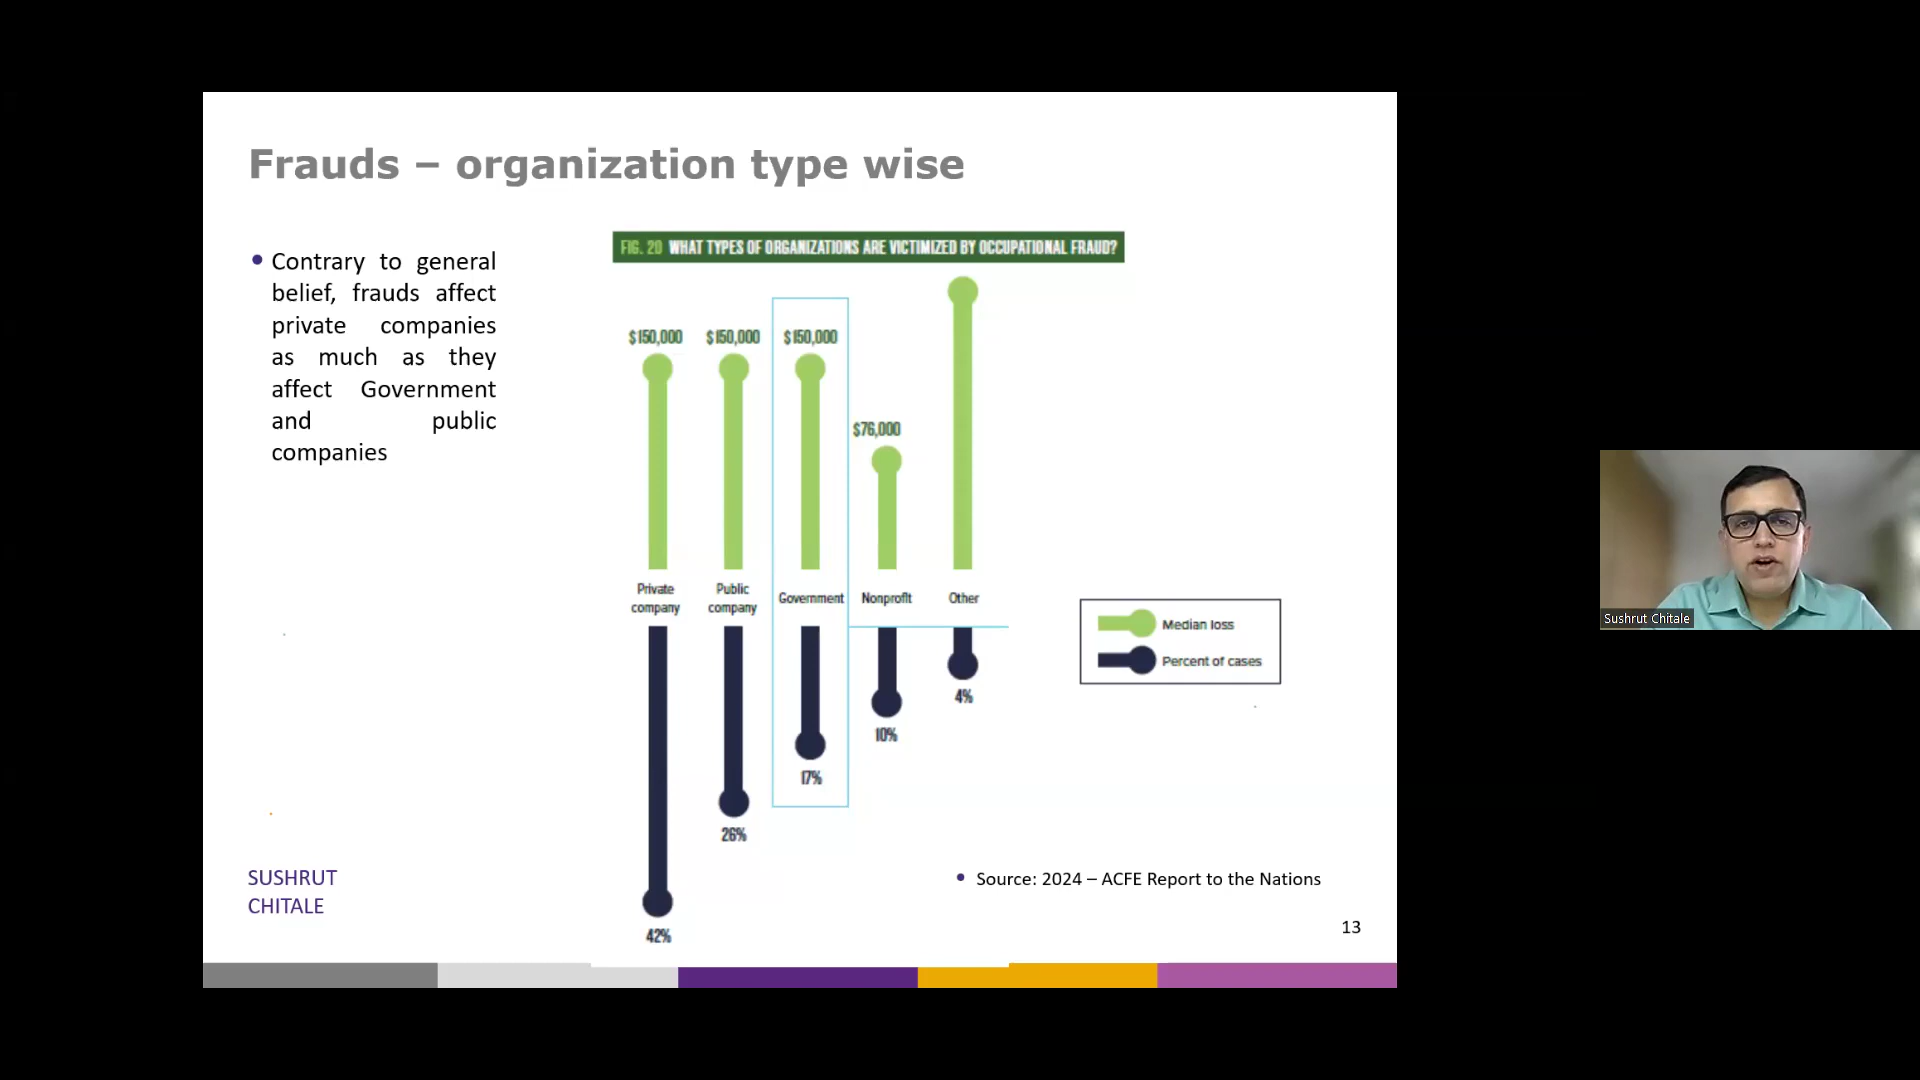 Frauds – organization type wise
• Contrary to general
belief, frauds affect
private companies
as much as they
affect Government
and public
companies
FIG. 20 WHAT TYPES OF ORGANIZATIONS ARE VICTIMIZED BY OCCUPATIONAL FRAUD?
$150,000 $150,000 $150,000
$76,000
Private company
Public company
Government
Nonprofit
Other
Median loss
Percent of cases
4%
10%
17%
26%
42%
• Source: 2024 – ACFE Report to the Nations
SUSHRUT
CHITALE
13
Sushrut Chitale